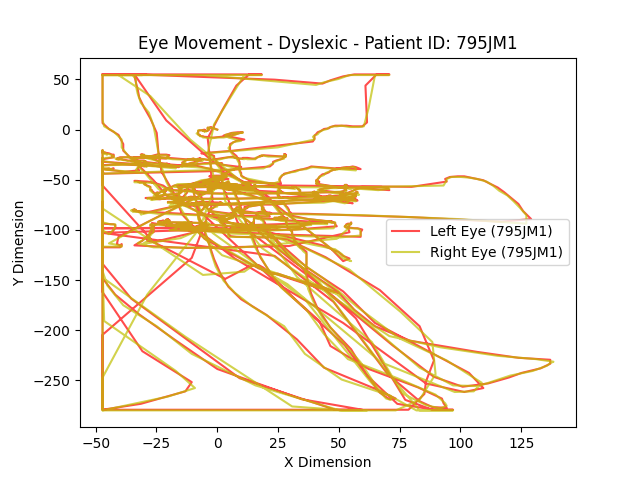 Eye Movement - Dyslexic - Patient ID: 795JM1
50
0
−50
−100
−150
−200
−250
Y Dimension
Left Eye (795JM1)
Right Eye (795JM1)
−50 −25 0 25 50 75 100 125
X Dimension